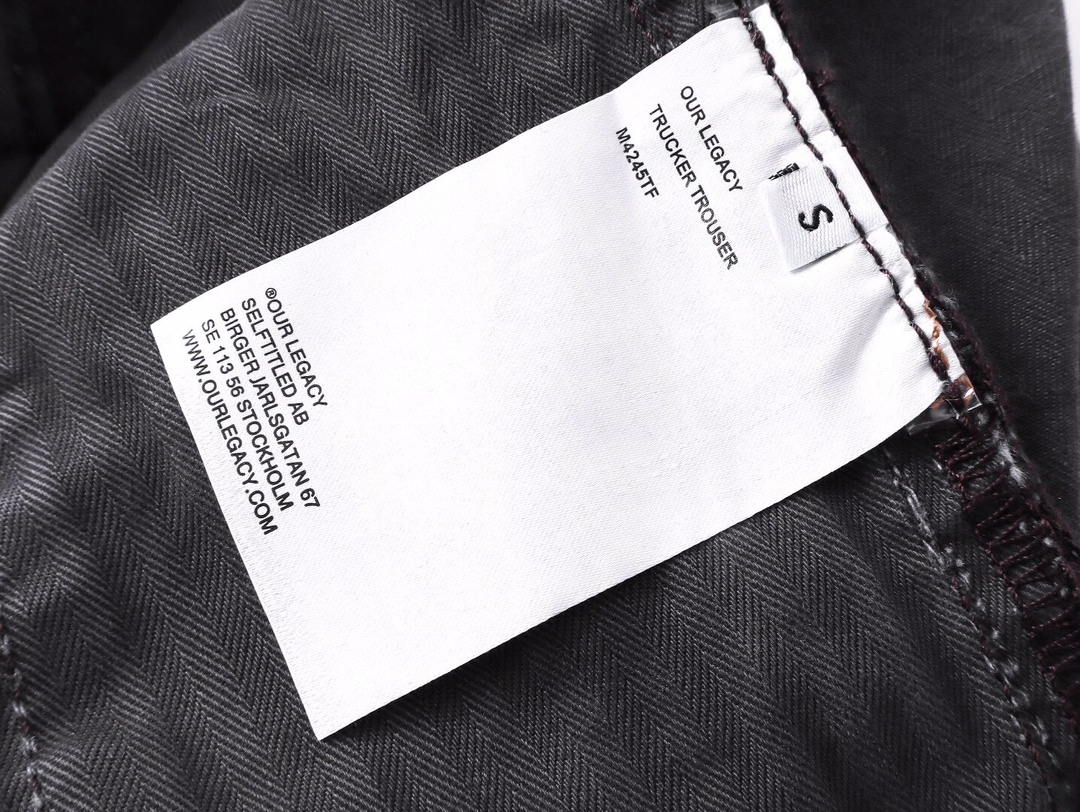 OUR LEGACY
TRUCKER TROUSER
M4245TF
S
®OUR LEGACY
SELFTITLED AB
BIRGER JARLSGATAN 67
SE 113 56 STOCKHOLM
WWW.OURLEGACY.COM